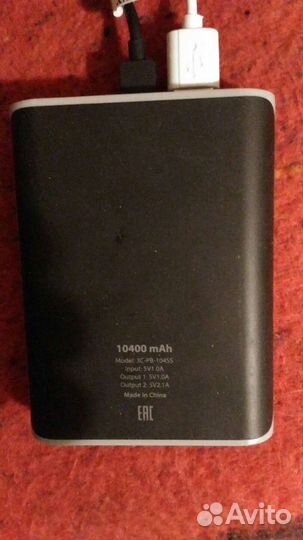 10400 mAh
Model: 3C-PB-104SS
Input: 5V1.0A
Output 1: 5V1.0A
Output 2: 5V2.1A
Made in China
EAC
Avito